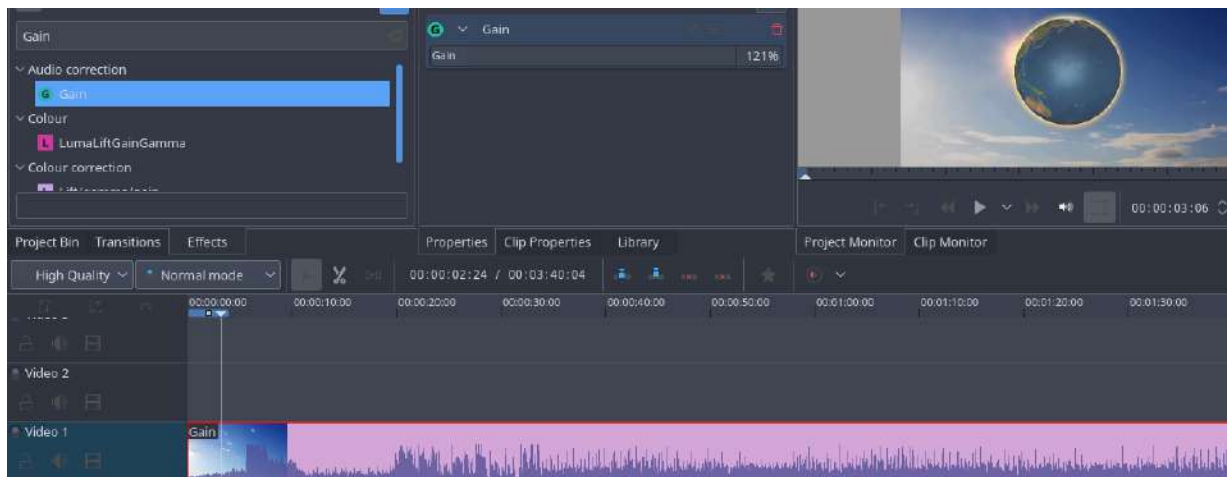 Gain
Audio correction
G Gain
Colour
L LumaLiftGainGamma
Colour correction
G Gain
Gain 121%
00:00:03:06
Project Bin Transitions Effects
Properties Clip Properties Library
Project Monitor Clip Monitor
High Quality Normal mode
00:00:02:24 / 00:03:40:04
00:00:00:00 00:00:10:00 00:00:20:00 00:00:30:00 00:00:40:00 00:00:50:00 00:01:00:00 00:01:10:00 00:01:20:00 00:01:30:00
Video 2
Video 1
Gain